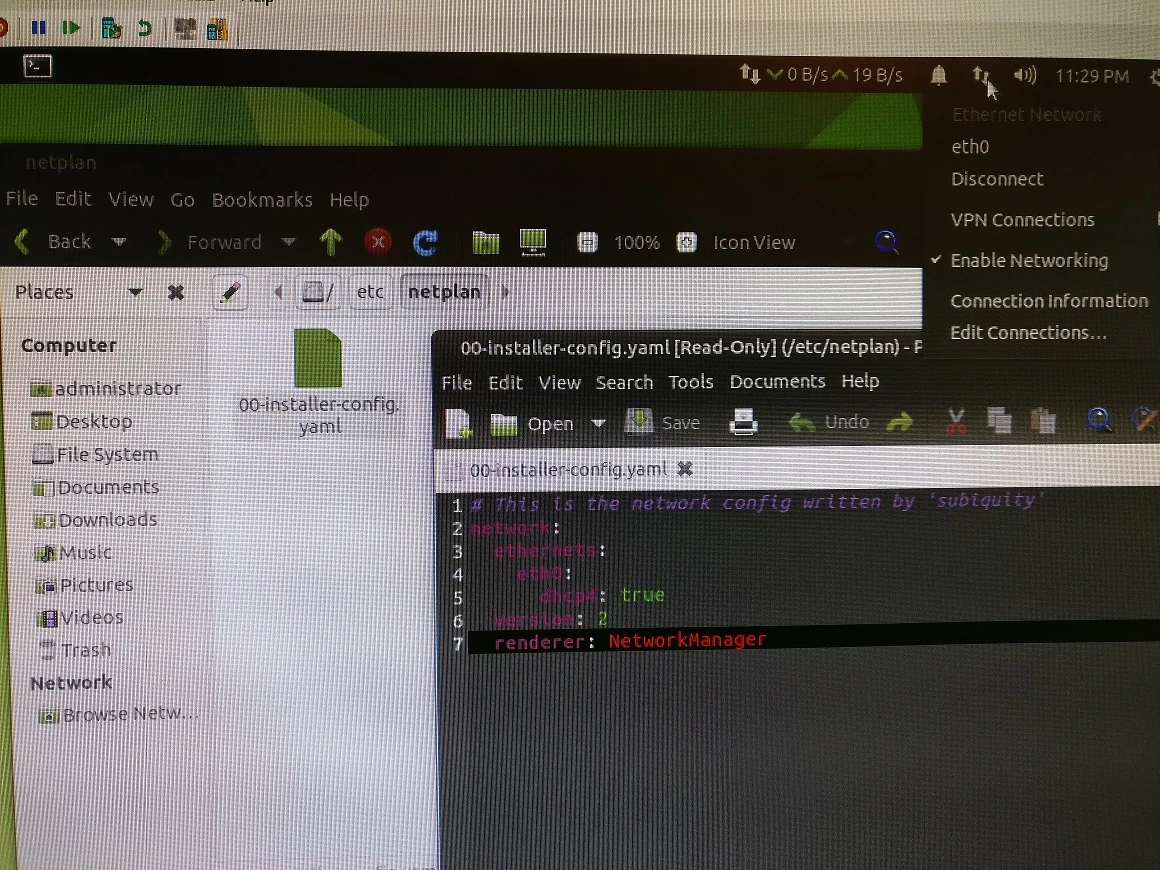 0 B/s 19 B/s 11:29 PM
Ethernet Network
eth0
Disconnect
VPN Connections
Enable Networking
Connection Information
Edit Connections...
netplan
File Edit View Go Bookmarks Help
Back Forward 100% Icon View
Places / etc netplan
Computer
administrator
Desktop
File System
Documents
Downloads
Music
Pictures
Videos
Trash
Network
Browse Netw...
00-installer-config.
yaml
00-installer-config.yaml [Read-Only] (/etc/netplan) - P
File Edit View Search Tools Documents Help
Open Save Undo
00-installer-config.yaml
1 # This is the network config written by 'subiquity'
2 network:
3 ethernets:
4 eth0:
5 dhcp4: true
6 version: 2
7 renderer: NetworkManager